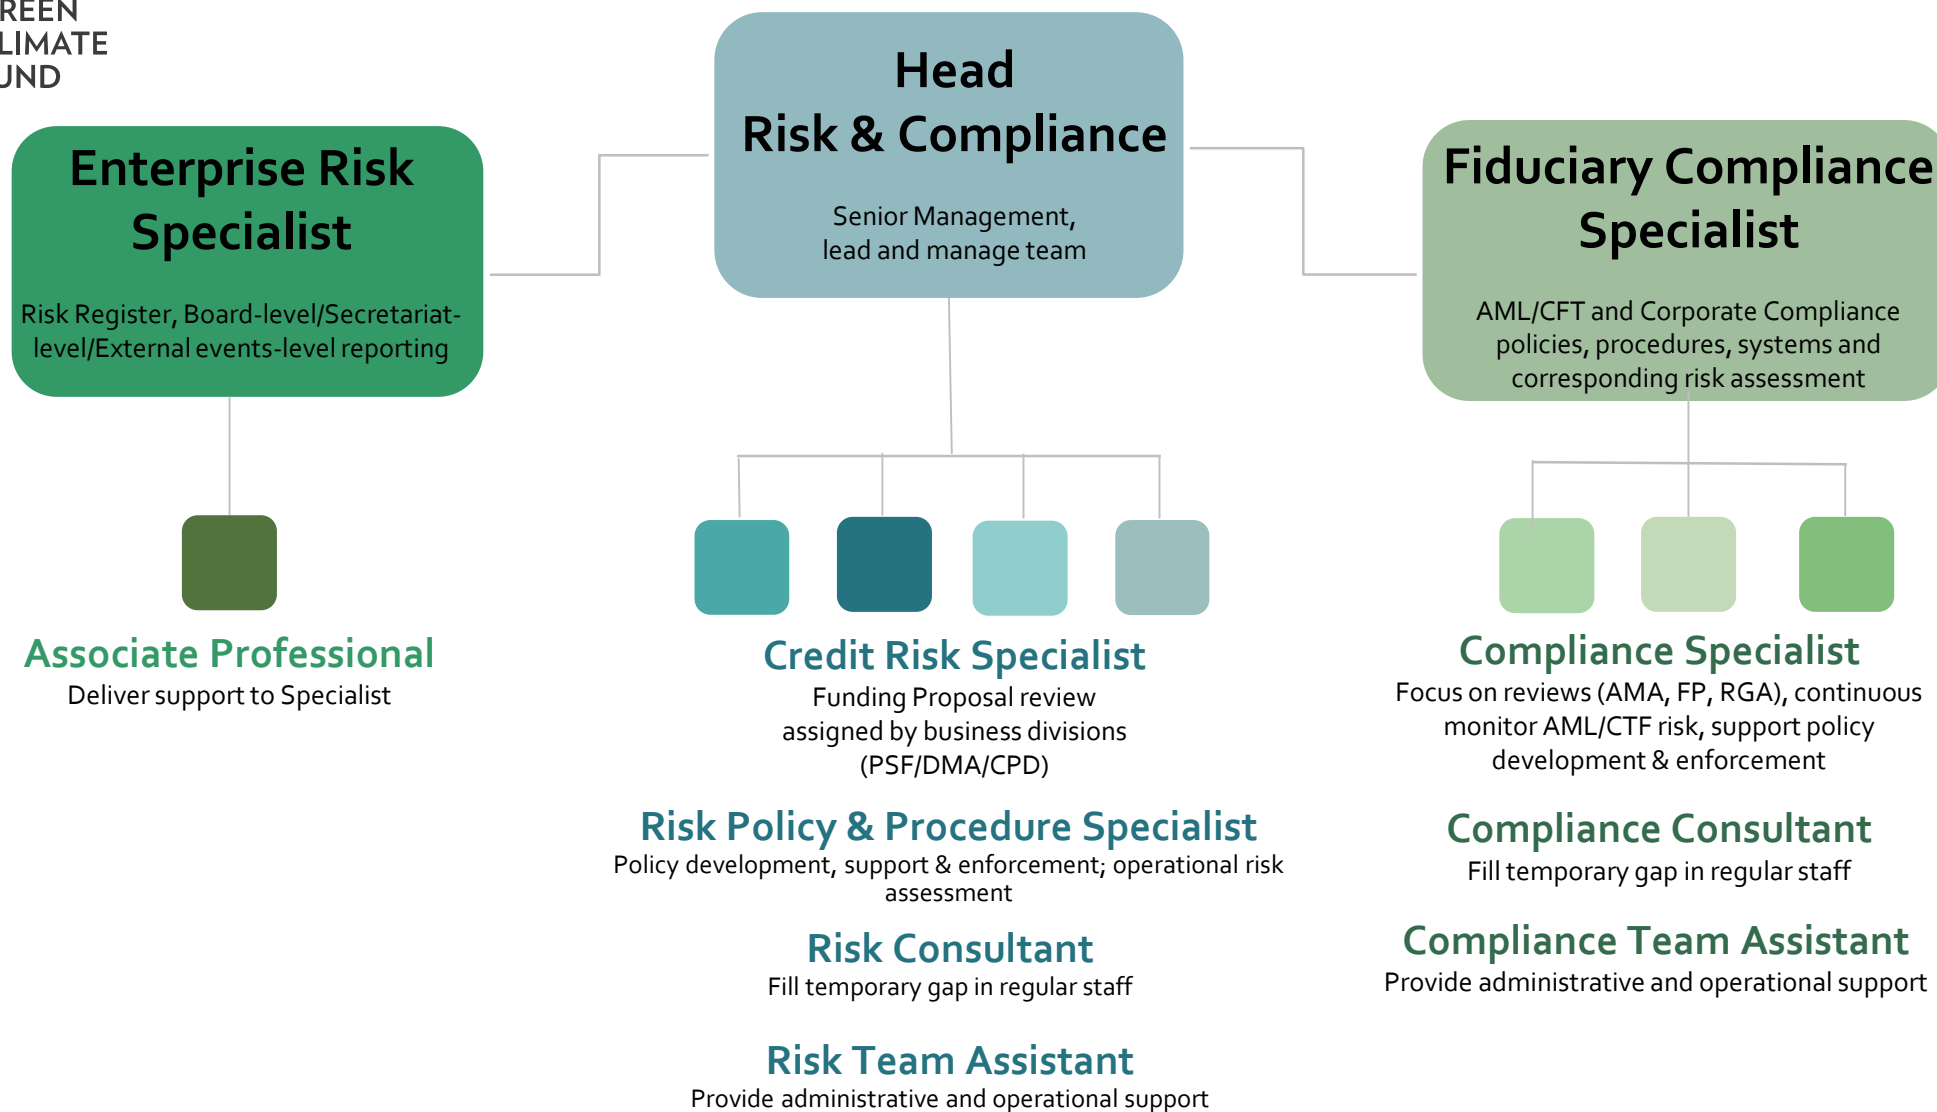 REEN
LIMATE
UND
Head
Risk & Compliance
Senior Management,
lead and manage team
Enterprise Risk
Specialist
Risk Register, Board-level/Secretariat-
level/External events-level reporting
Fiduciary Compliance
Specialist
AML/CFT and Corporate Compliance
policies, procedures, systems and
corresponding risk assessment
Associate Professional
Deliver support to Specialist
Credit Risk Specialist
Funding Proposal review
assigned by business divisions
(PSF/DMA/CPD)
Risk Policy & Procedure Specialist
Policy development, support & enforcement; operational risk
assessment
Risk Consultant
Fill temporary gap in regular staff
Risk Team Assistant
Provide administrative and operational support
Compliance Specialist
Focus on reviews (AMA, FP, RGA), continuous
monitor AML/CTF risk, support policy
development & enforcement
Compliance Consultant
Fill temporary gap in regular staff
Compliance Team Assistant
Provide administrative and operational support